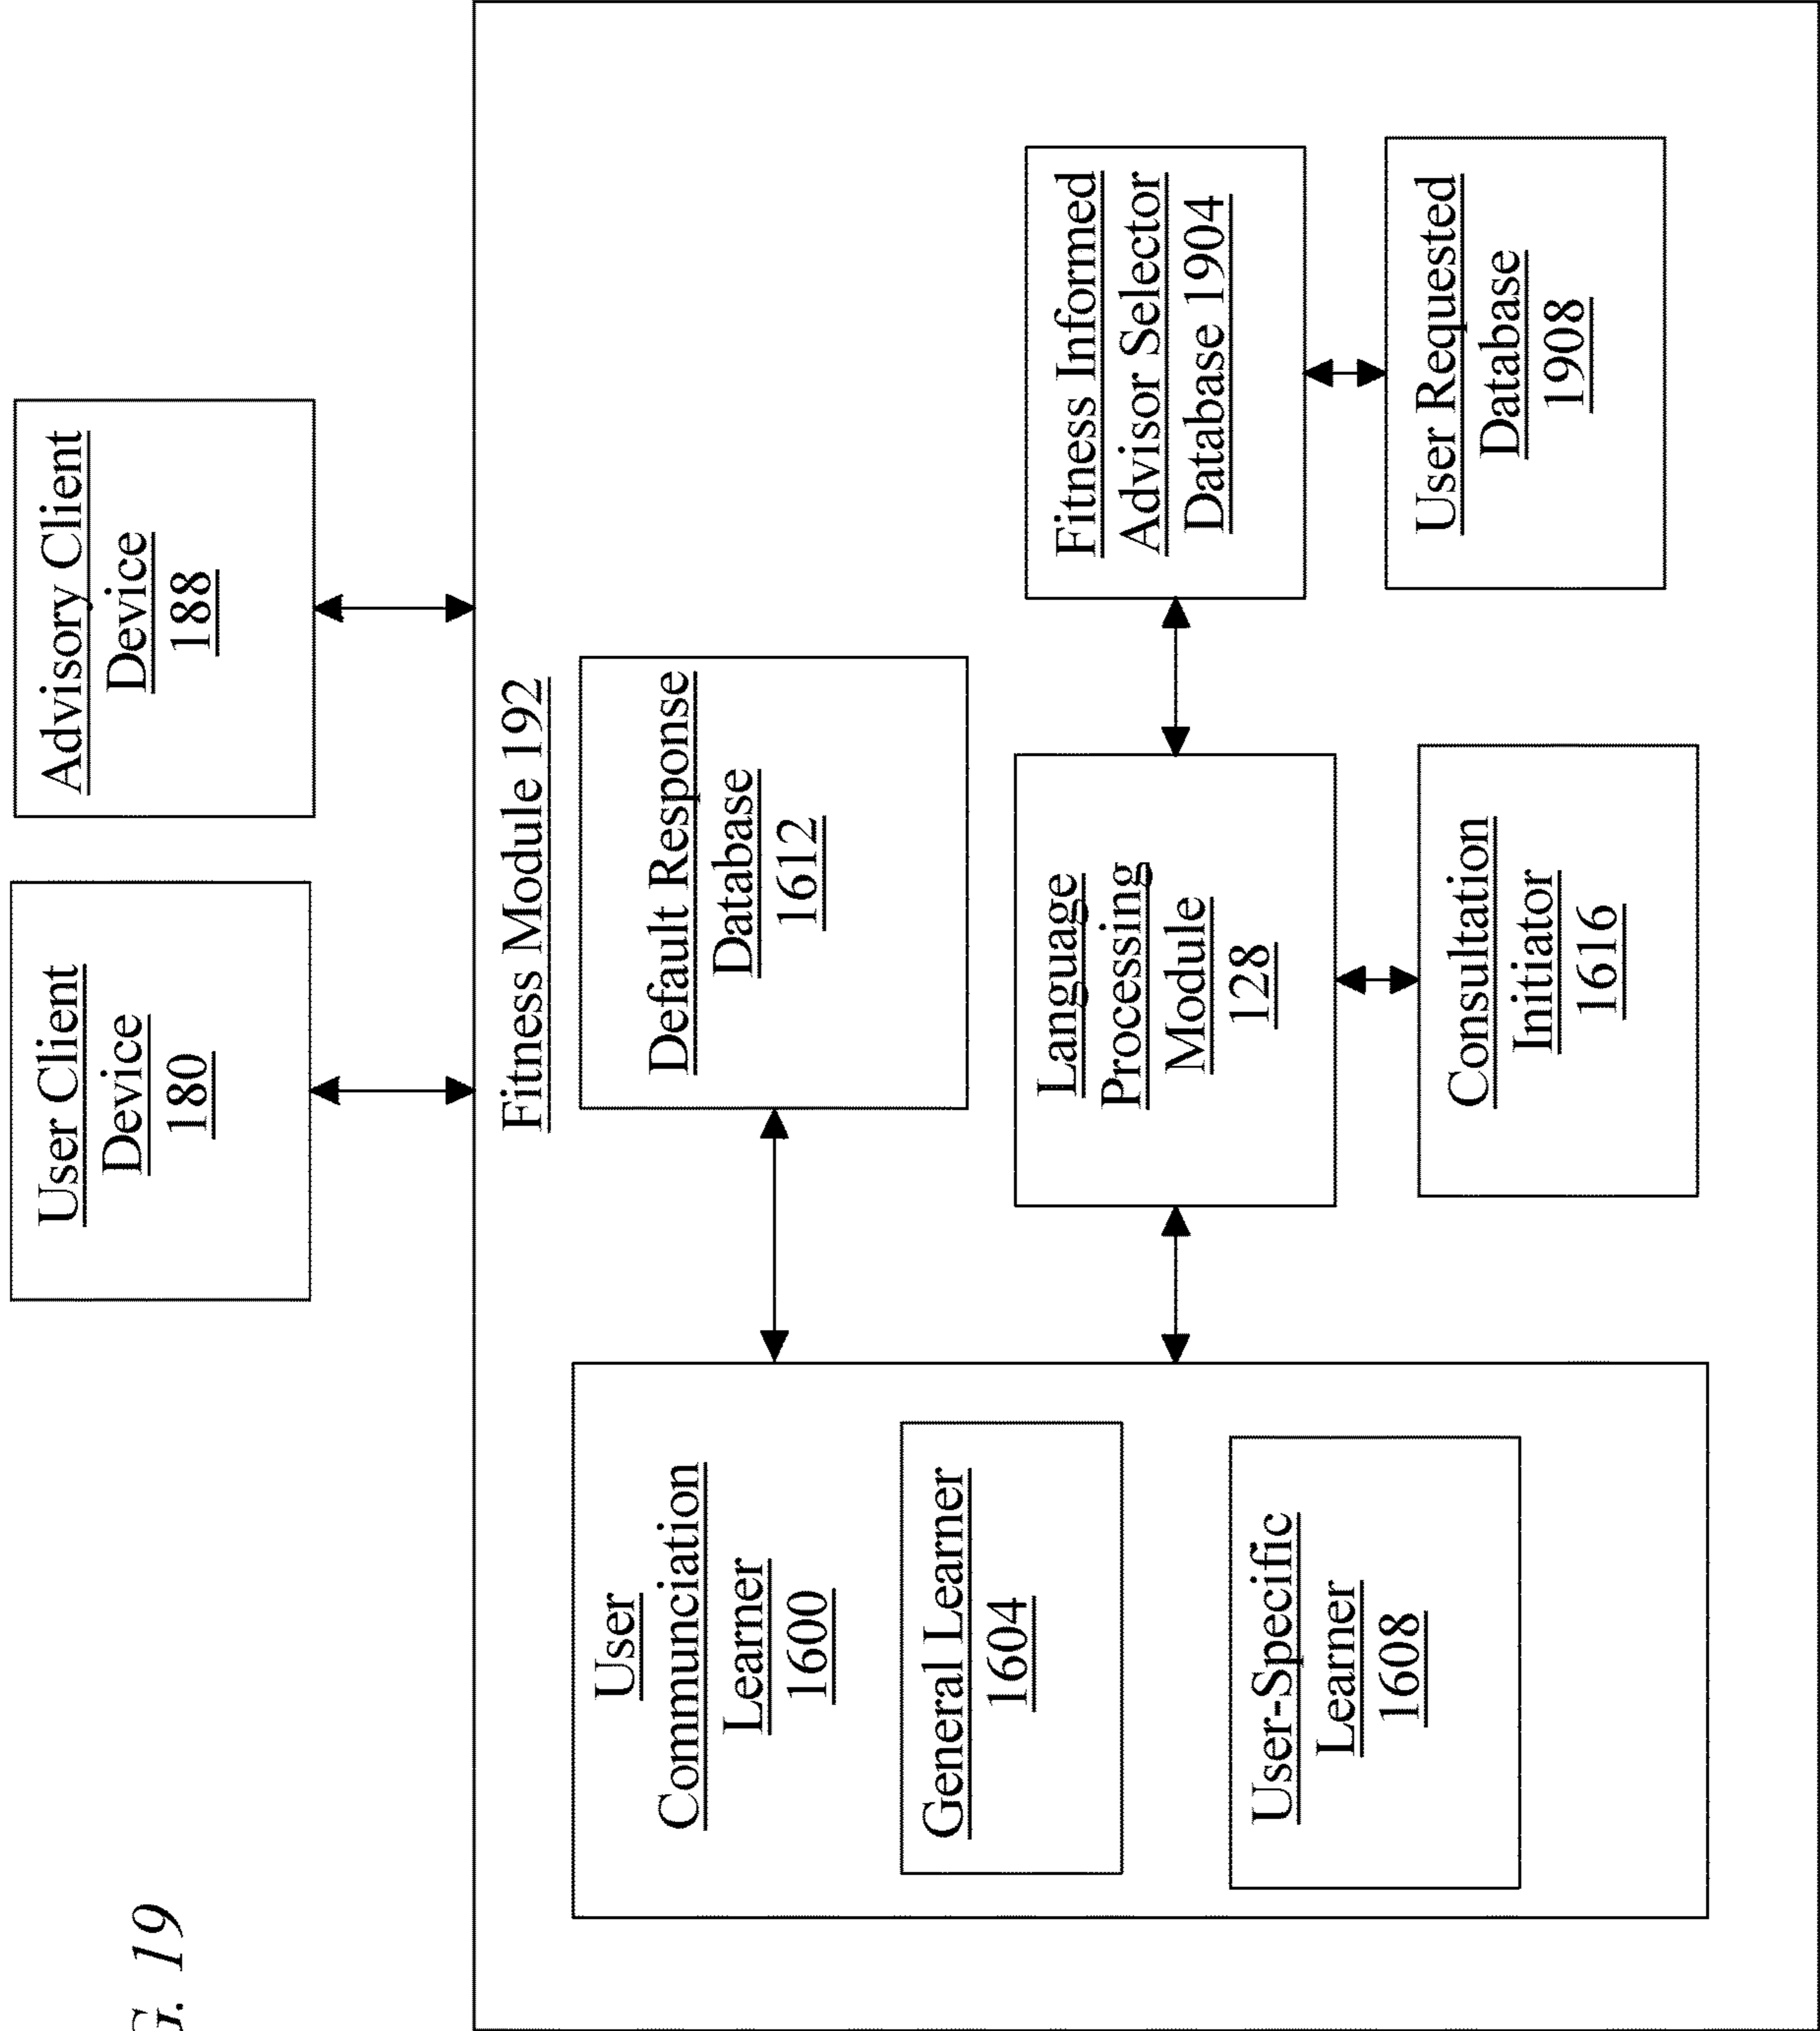 G. 19
User Client
Device
180
Advisory Client
Device
188
Fitness Module 192
User
Communciation
Learner
1600
General Learner
1604
User-Specific
Learner
1608
Default Response
Database
1612
Language
Processing
Module
128
Consultation
Initiator
1616
Fitness Informed
Advisor Selector
Database 1904
User Requested
Database
1908